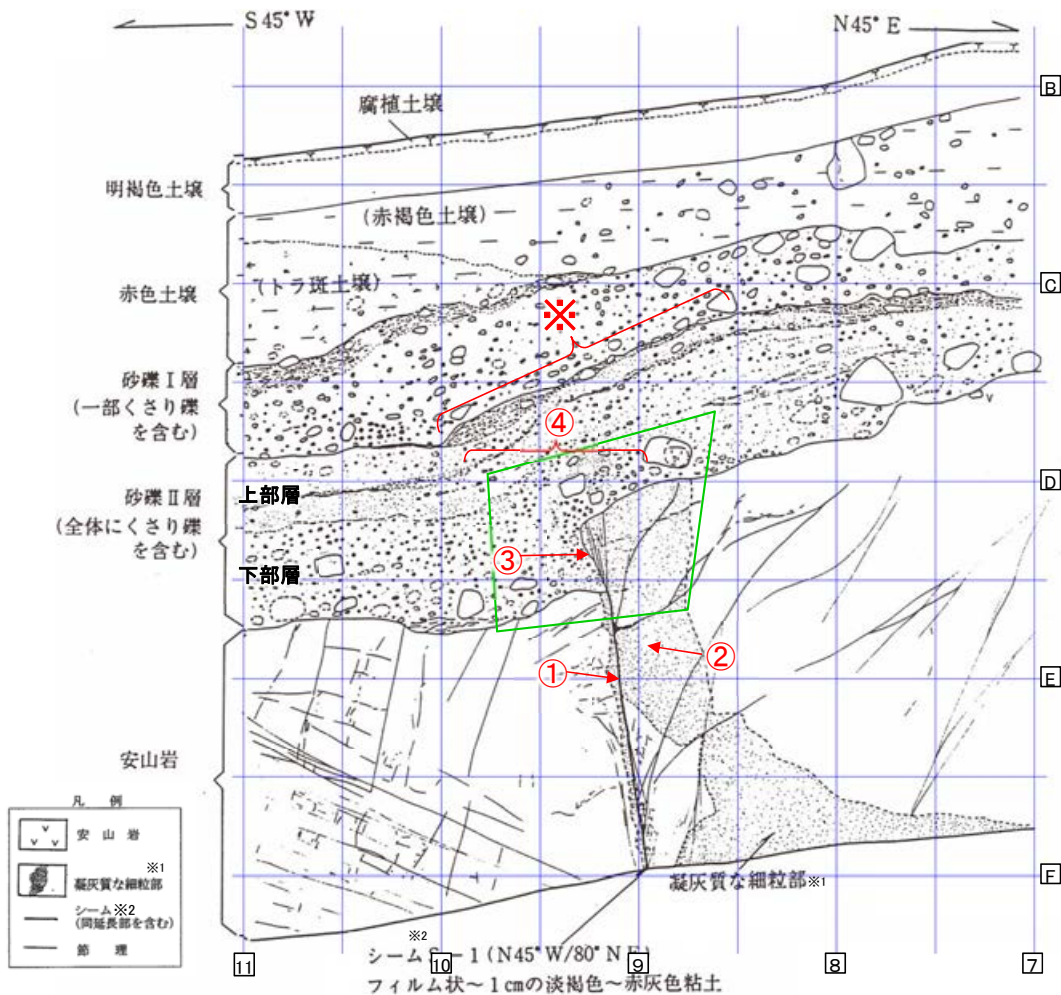 S 45° W
N 45° E
B
腐植土壌
明褐色土壌
(赤褐色土壌)
C
(トラ斑土壌)
赤色土壌
※
砂礫Ⅰ層
(一部くさり礫
を含む)
④
D
上部層
砂礫Ⅱ層
(全体にくさり礫
を含む)
③
下部層
②
①
E
安山岩
凡 例
安 山 岩
凝灰質な細粒部※1
シーム※2
(同延長部を含む)
節 理
F
凝灰質な細粒部※1
※2
シームS-1 (N45°W/80°NE)
フィルム状~1cmの淡褐色~赤灰色粘土
11
10
9
8
7